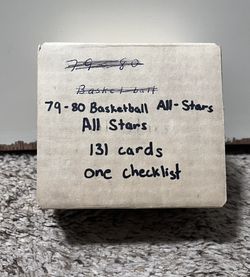 79-80
Basketball
79-80 Basketball All-Stars
All Stars
131 cards
one checklist